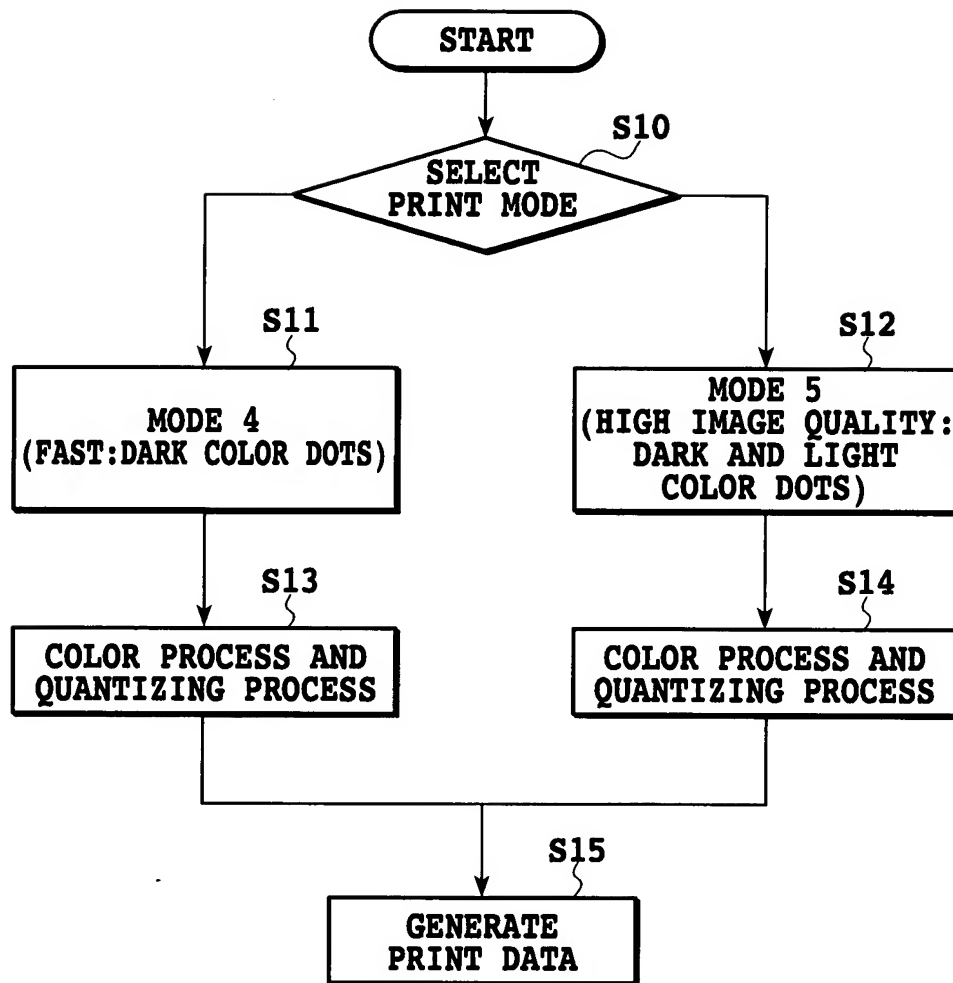 START
S10
SELECT
PRINT MODE
S11
S12
MODE 4
(FAST:DARK COLOR DOTS)
MODE 5
(HIGH IMAGE QUALITY:
DARK AND LIGHT
COLOR DOTS)
S13
S14
COLOR PROCESS AND
QUANTIZING PROCESS
COLOR PROCESS AND
QUANTIZING PROCESS
S15
GENERATE
PRINT DATA